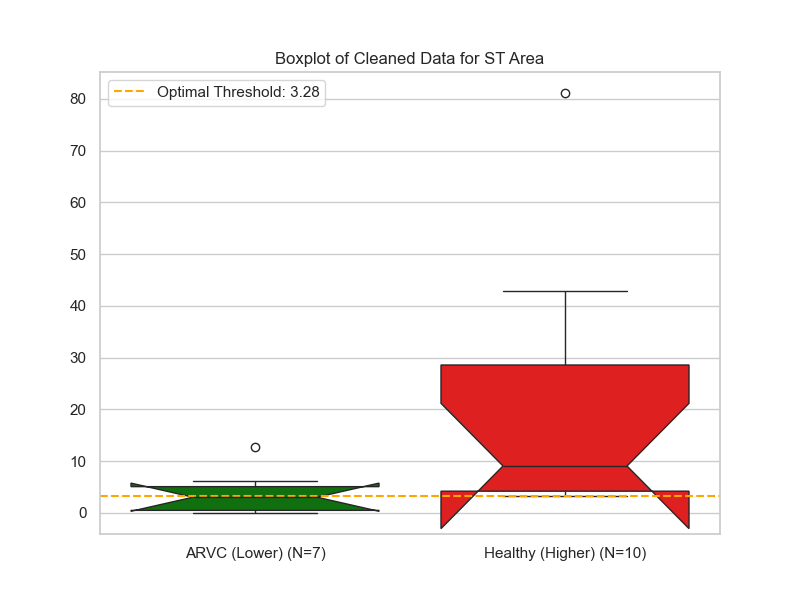 Boxplot of Cleaned Data for ST Area
Optimal Threshold: 3.28
80
70
60
50
40
30
20
10
0
ARVC (Lower) (N=7)
Healthy (Higher) (N=10)